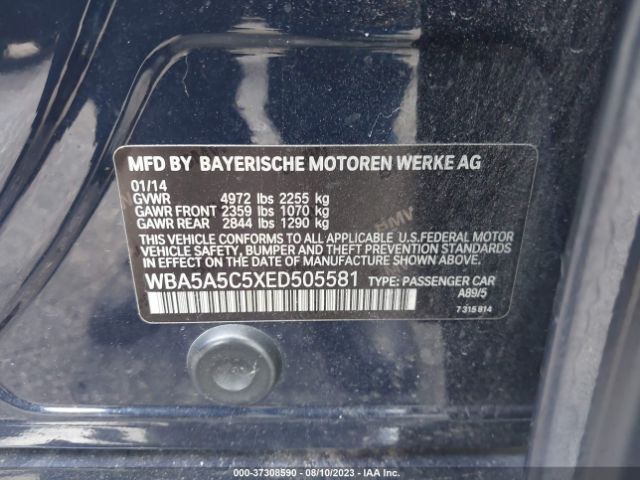 MFD BY BAYERISCHE MOTOREN WERKE AG
01/14
GVWR 4972 lbs 2255 kg
GAWR FRONT 2359 lbs 1070 kg
GAWR REAR 2844 lbs 1290 kg
THIS VEHICLE CONFORMS TO ALL APPLICABLE U.S.FEDERAL MOTOR
VEHICLE SAFETY, BUMPER AND THEFT PREVENTION STANDARDS
IN EFFECT ON THE DATE OF MANUFACTURE SHOWN ABOVE.
WBA5A5C5XED505581 TYPE: PASSENGER CAR
A89/5
7 315 814
000-37308590 - 08/10/2023 - IAA Inc.